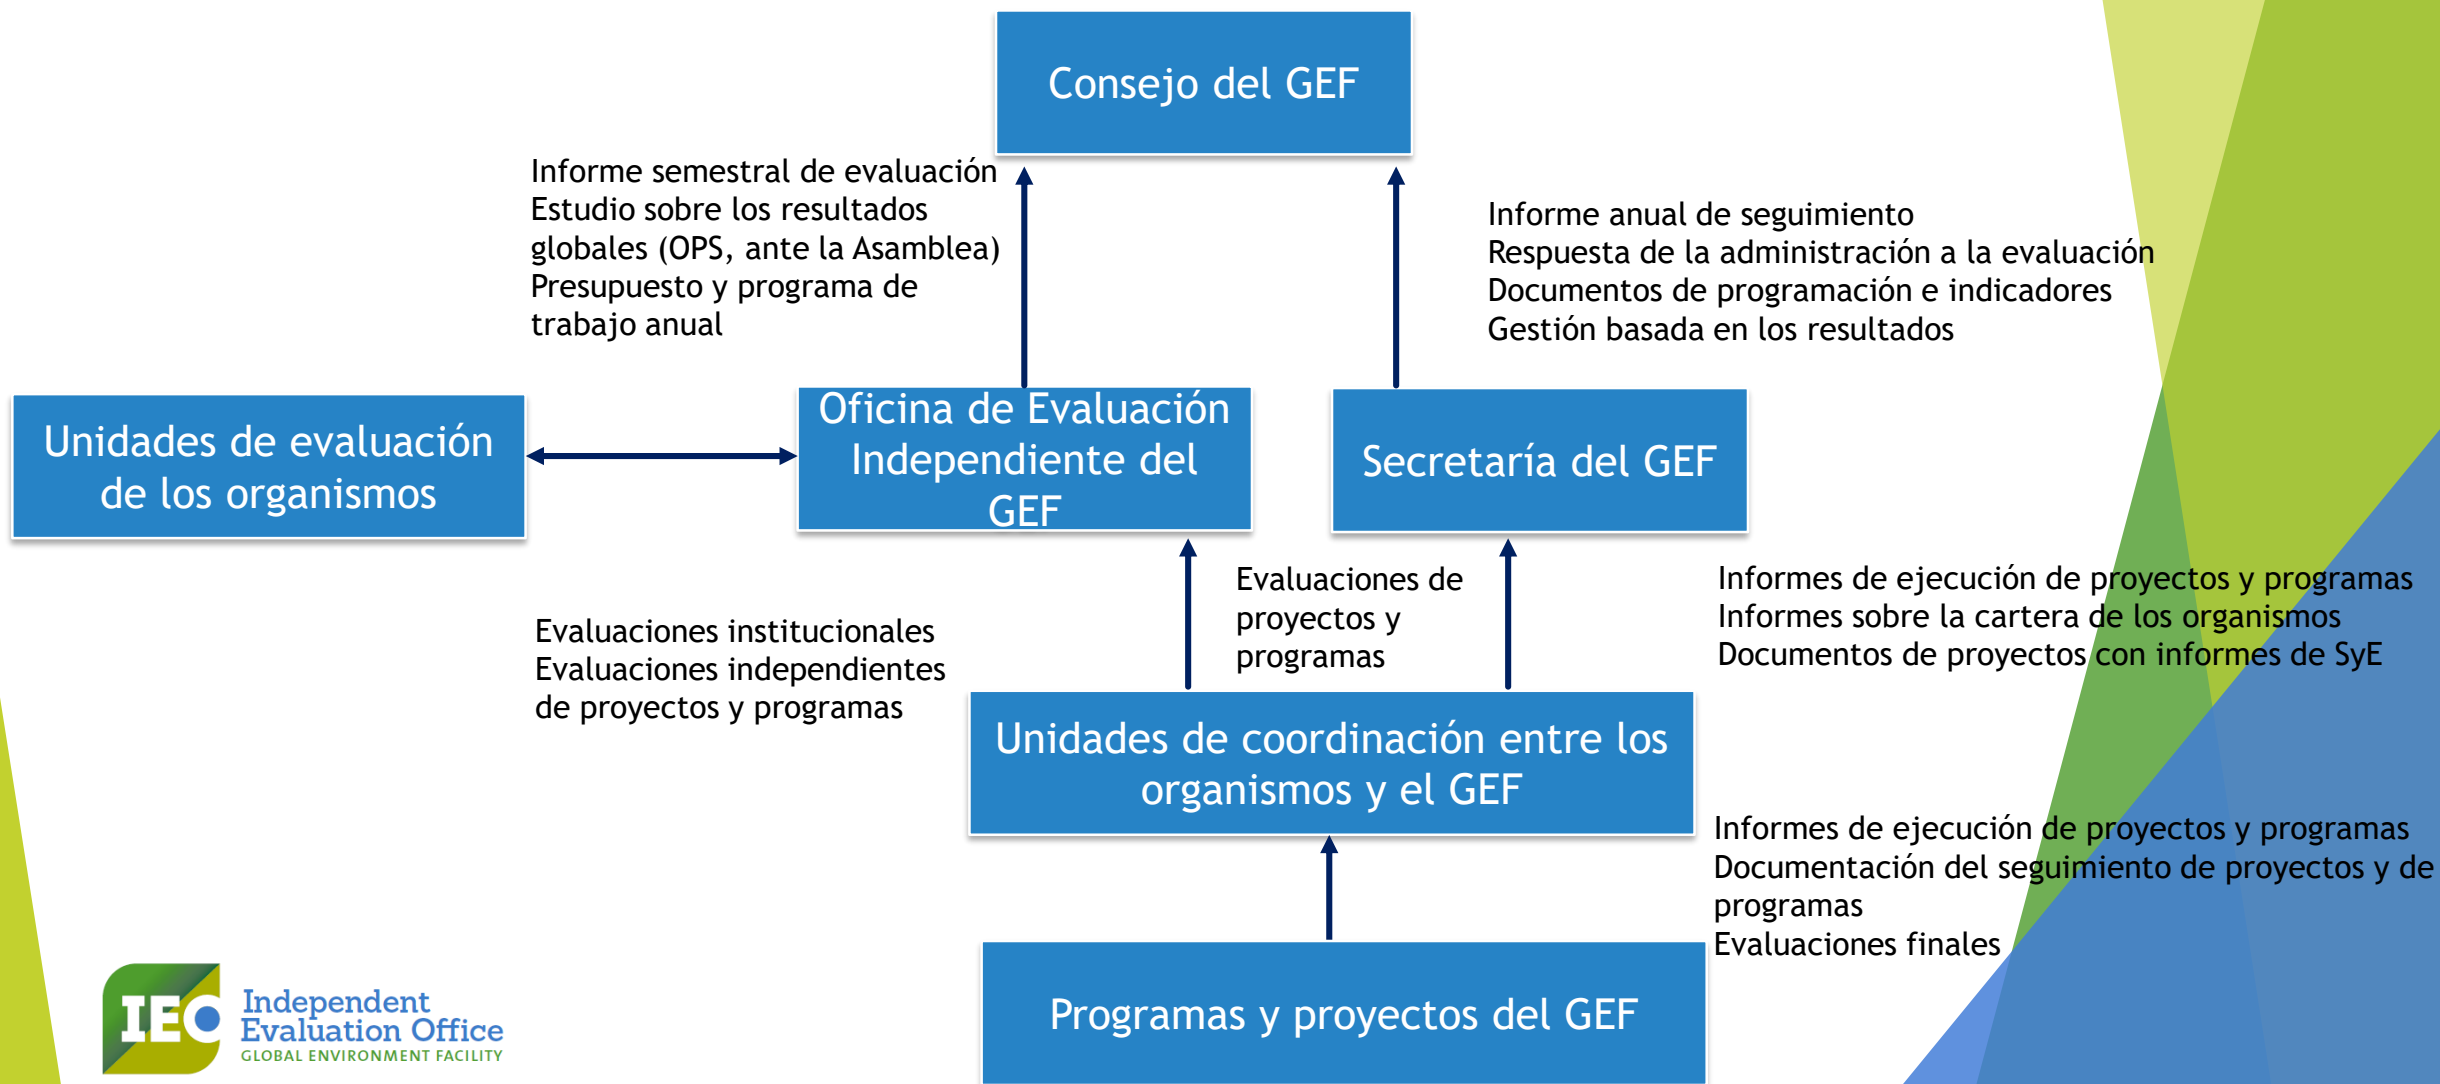 Consejo del GEF
Informe semestral de evaluación
Estudio sobre los resultados
globales (OPS, ante la Asamblea)
Presupuesto y programa de
trabajo anual
Informe anual de seguimiento
Respuesta de la administración a la evaluación
Documentos de programación e indicadores
Gestión basada en los resultados
Unidades de evaluación
de los organismos
Oficina de Evaluación
Independiente del
GEF
Secretaría del GEF
Evaluaciones institucionales
Evaluaciones independientes
de proyectos y programas
Evaluaciones de
proyectos y
programas
Informes de ejecución de proyectos y programas
Informes sobre la cartera de los organismos
Documentos de proyectos con informes de SyE
Unidades de coordinación entre los
organismos y el GEF
Informes de ejecución de proyectos y programas
Documentación del seguimiento de proyectos y de
programas
Evaluaciones finales
Programas y proyectos del GEF
IEO
Independent
Evaluation Office
GLOBAL ENVIRONMENT FACILITY